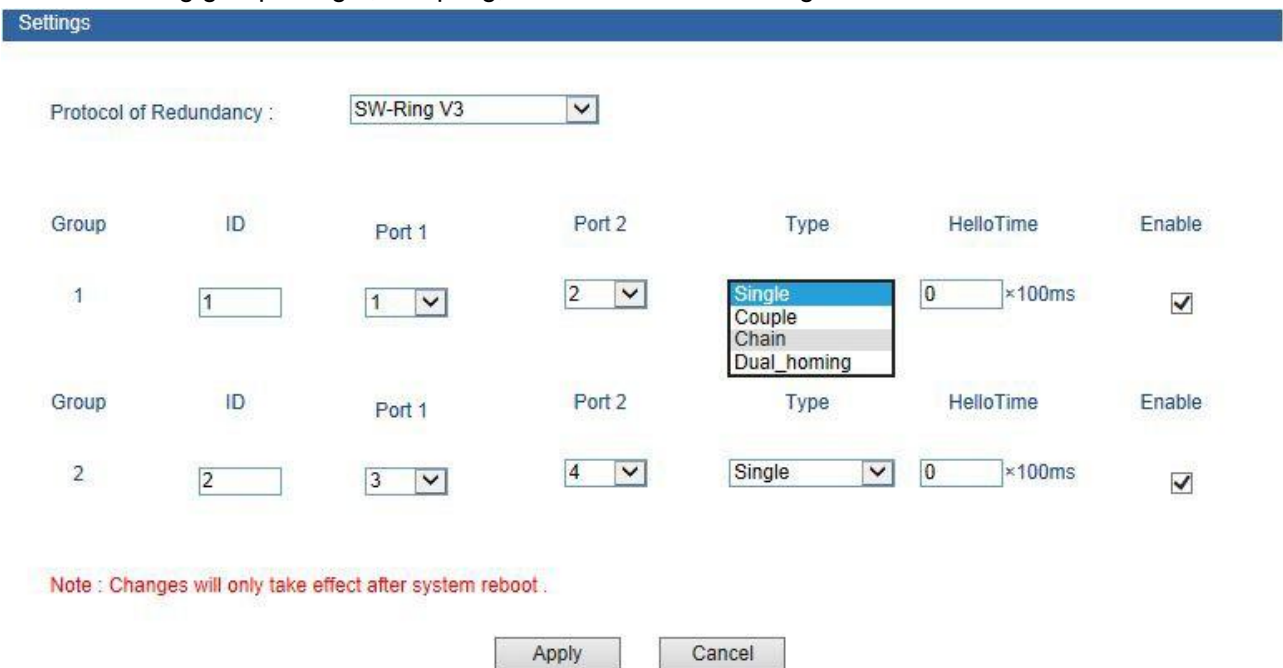 Settings
Protocol of Redundancy : SW-Ring V3
Group ID Port 1 Port 2 Type HelloTime Enable
1 1 1 2 Single 0 ×100ms
Couple
Chain
Dual_homing
Group ID Port 1 Port 2 Type HelloTime Enable
2 2 3 4 Single 0 ×100ms
Note : Changes will only take effect after system reboot .
Apply Cancel